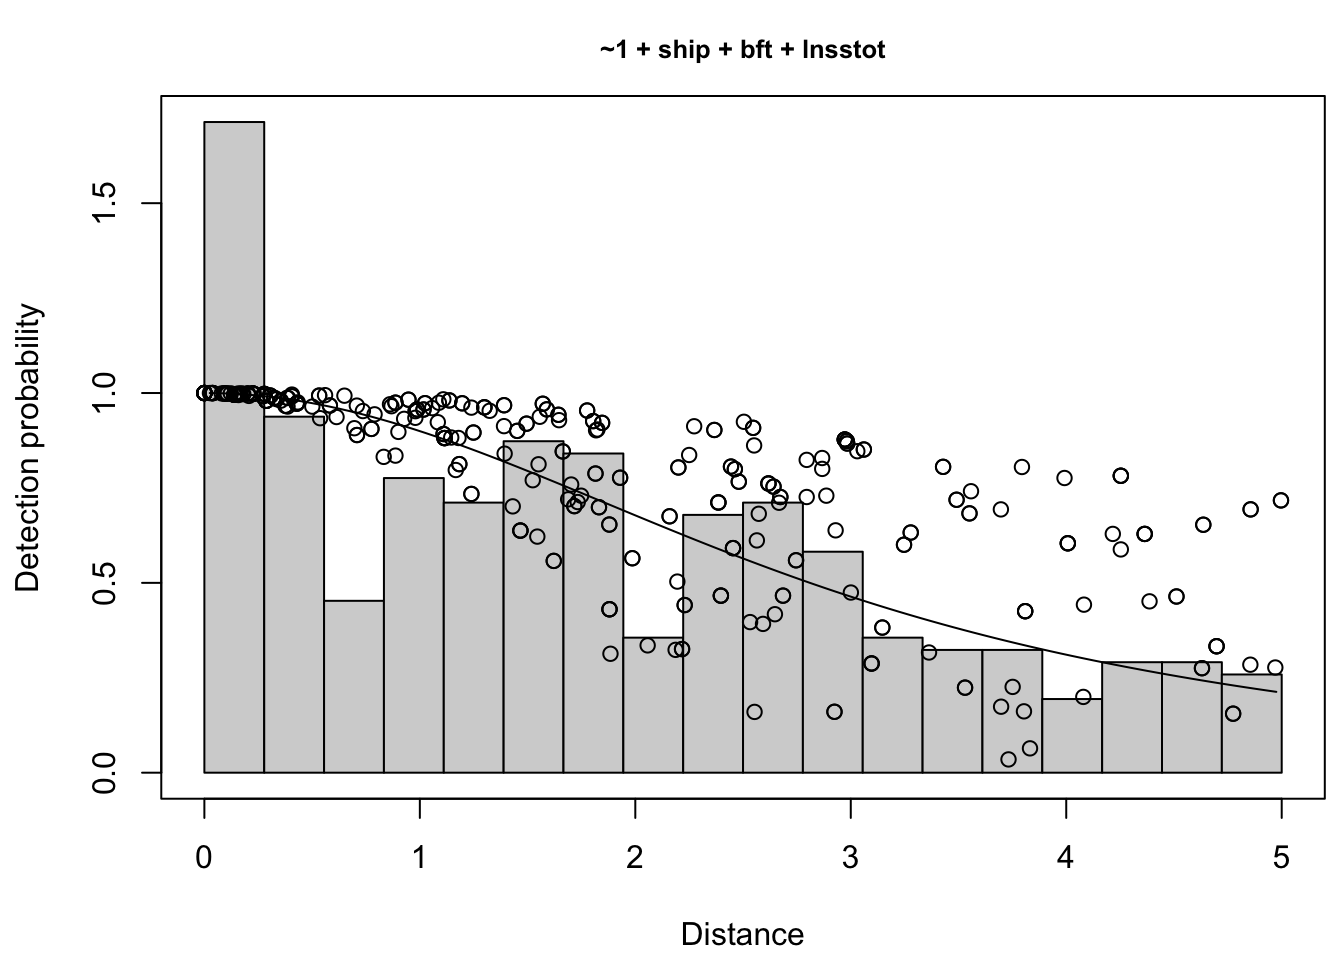 ~1 + ship + bft + lnsstot
Detection probability
1.5
1.0
0.5
0.0
0 1 2 3 4 5
Distance